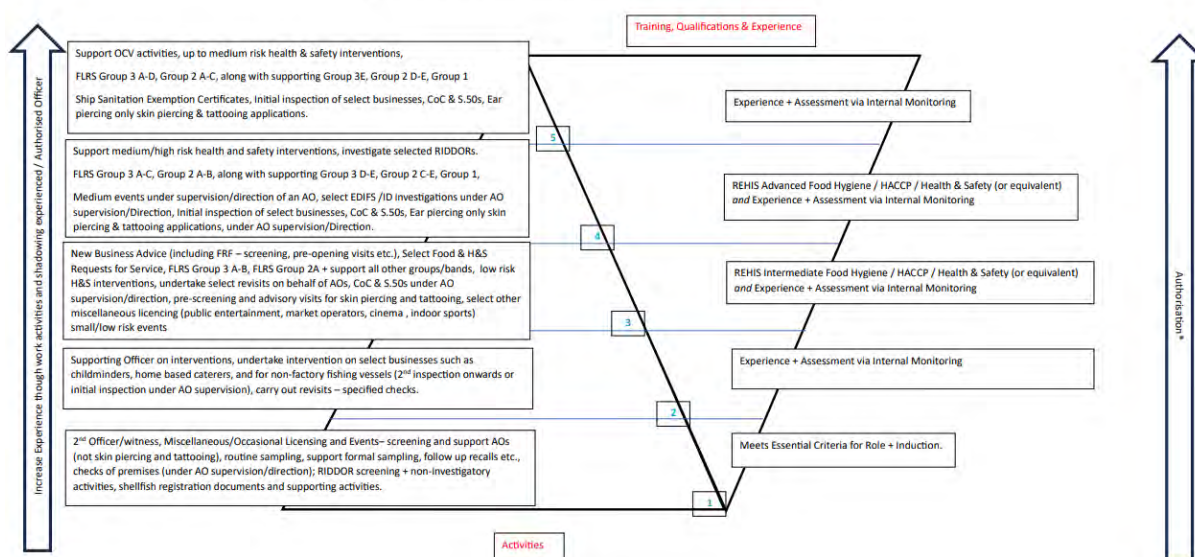 Training, Qualifications & Experience
Increase Experience though work activities and shadowing experienced / Authorised Officer
Support OCV activities, up to medium risk health & safety interventions,
FLRS Group 3 A-D, Group 2 A-C, along with supporting Group 3E, Group 2 D-E, Group 1
Ship Sanitation Exemption Certificates, Initial inspection of select businesses, CoC & S.50s, Ear
piercing only skin piercing & tattooing applications.
Experience + Assessment via Internal Monitoring
5
Support medium/high risk health and safety interventions, investigate selected RIDDORs.
FLRS Group 3 A-C, Group 2 A-B, along with supporting Group 3 D-E, Group 2 C-E, Group 1,
Medium events under supervision/direction of an AO, select EDIFS /ID investigations under AO
supervision/Direction, Initial inspection of select businesses, CoC & S.50s, Ear piercing only skin
piercing & tattooing applications, under AO supervision/Direction.
REHIS Advanced Food Hygiene / HACCP / Health & Safety (or equivalent)
and Experience + Assessment via Internal Monitoring
4
New Business Advice (including FRF – screening, pre-opening visits etc.), Select Food & H&S
Requests for Service, FLRS Group 3 A-B, FLRS Group 2A + support all other groups/bands, low risk
H&S interventions, undertake select revisits on behalf of AOs, CoC & S.50s under AO
supervision/direction, pre-screening and advisory visits for skin piercing and tattooing, select other
miscellaneous licencing (public entertainment, market operators, cinema , indoor sports)
small/low risk events
REHIS Intermediate Food Hygiene / HACCP / Health & Safety (or equivalent)
and Experience + Assessment via Internal Monitoring
3
Supporting Officer on interventions, undertake intervention on select businesses such as
childminders, home based caterers, and for non-factory fishing vessels (2nd inspection onwards or
initial inspection under AO supervision), carry out revisits – specified checks.
Experience + Assessment via Internal Monitoring
2
2nd Officer/witness, Miscellaneous/Occasional Licensing and Events– screening and support AOs
(not skin piercing and tattooing), routine sampling, support formal sampling, follow up recalls etc.,
checks of premises (under AO supervision/direction); RIDDOR screening + non-investigatory
activities, shellfish registration documents and supporting activities.
Meets Essential Criteria for Role + Induction.
1
Activities
Authorisation*